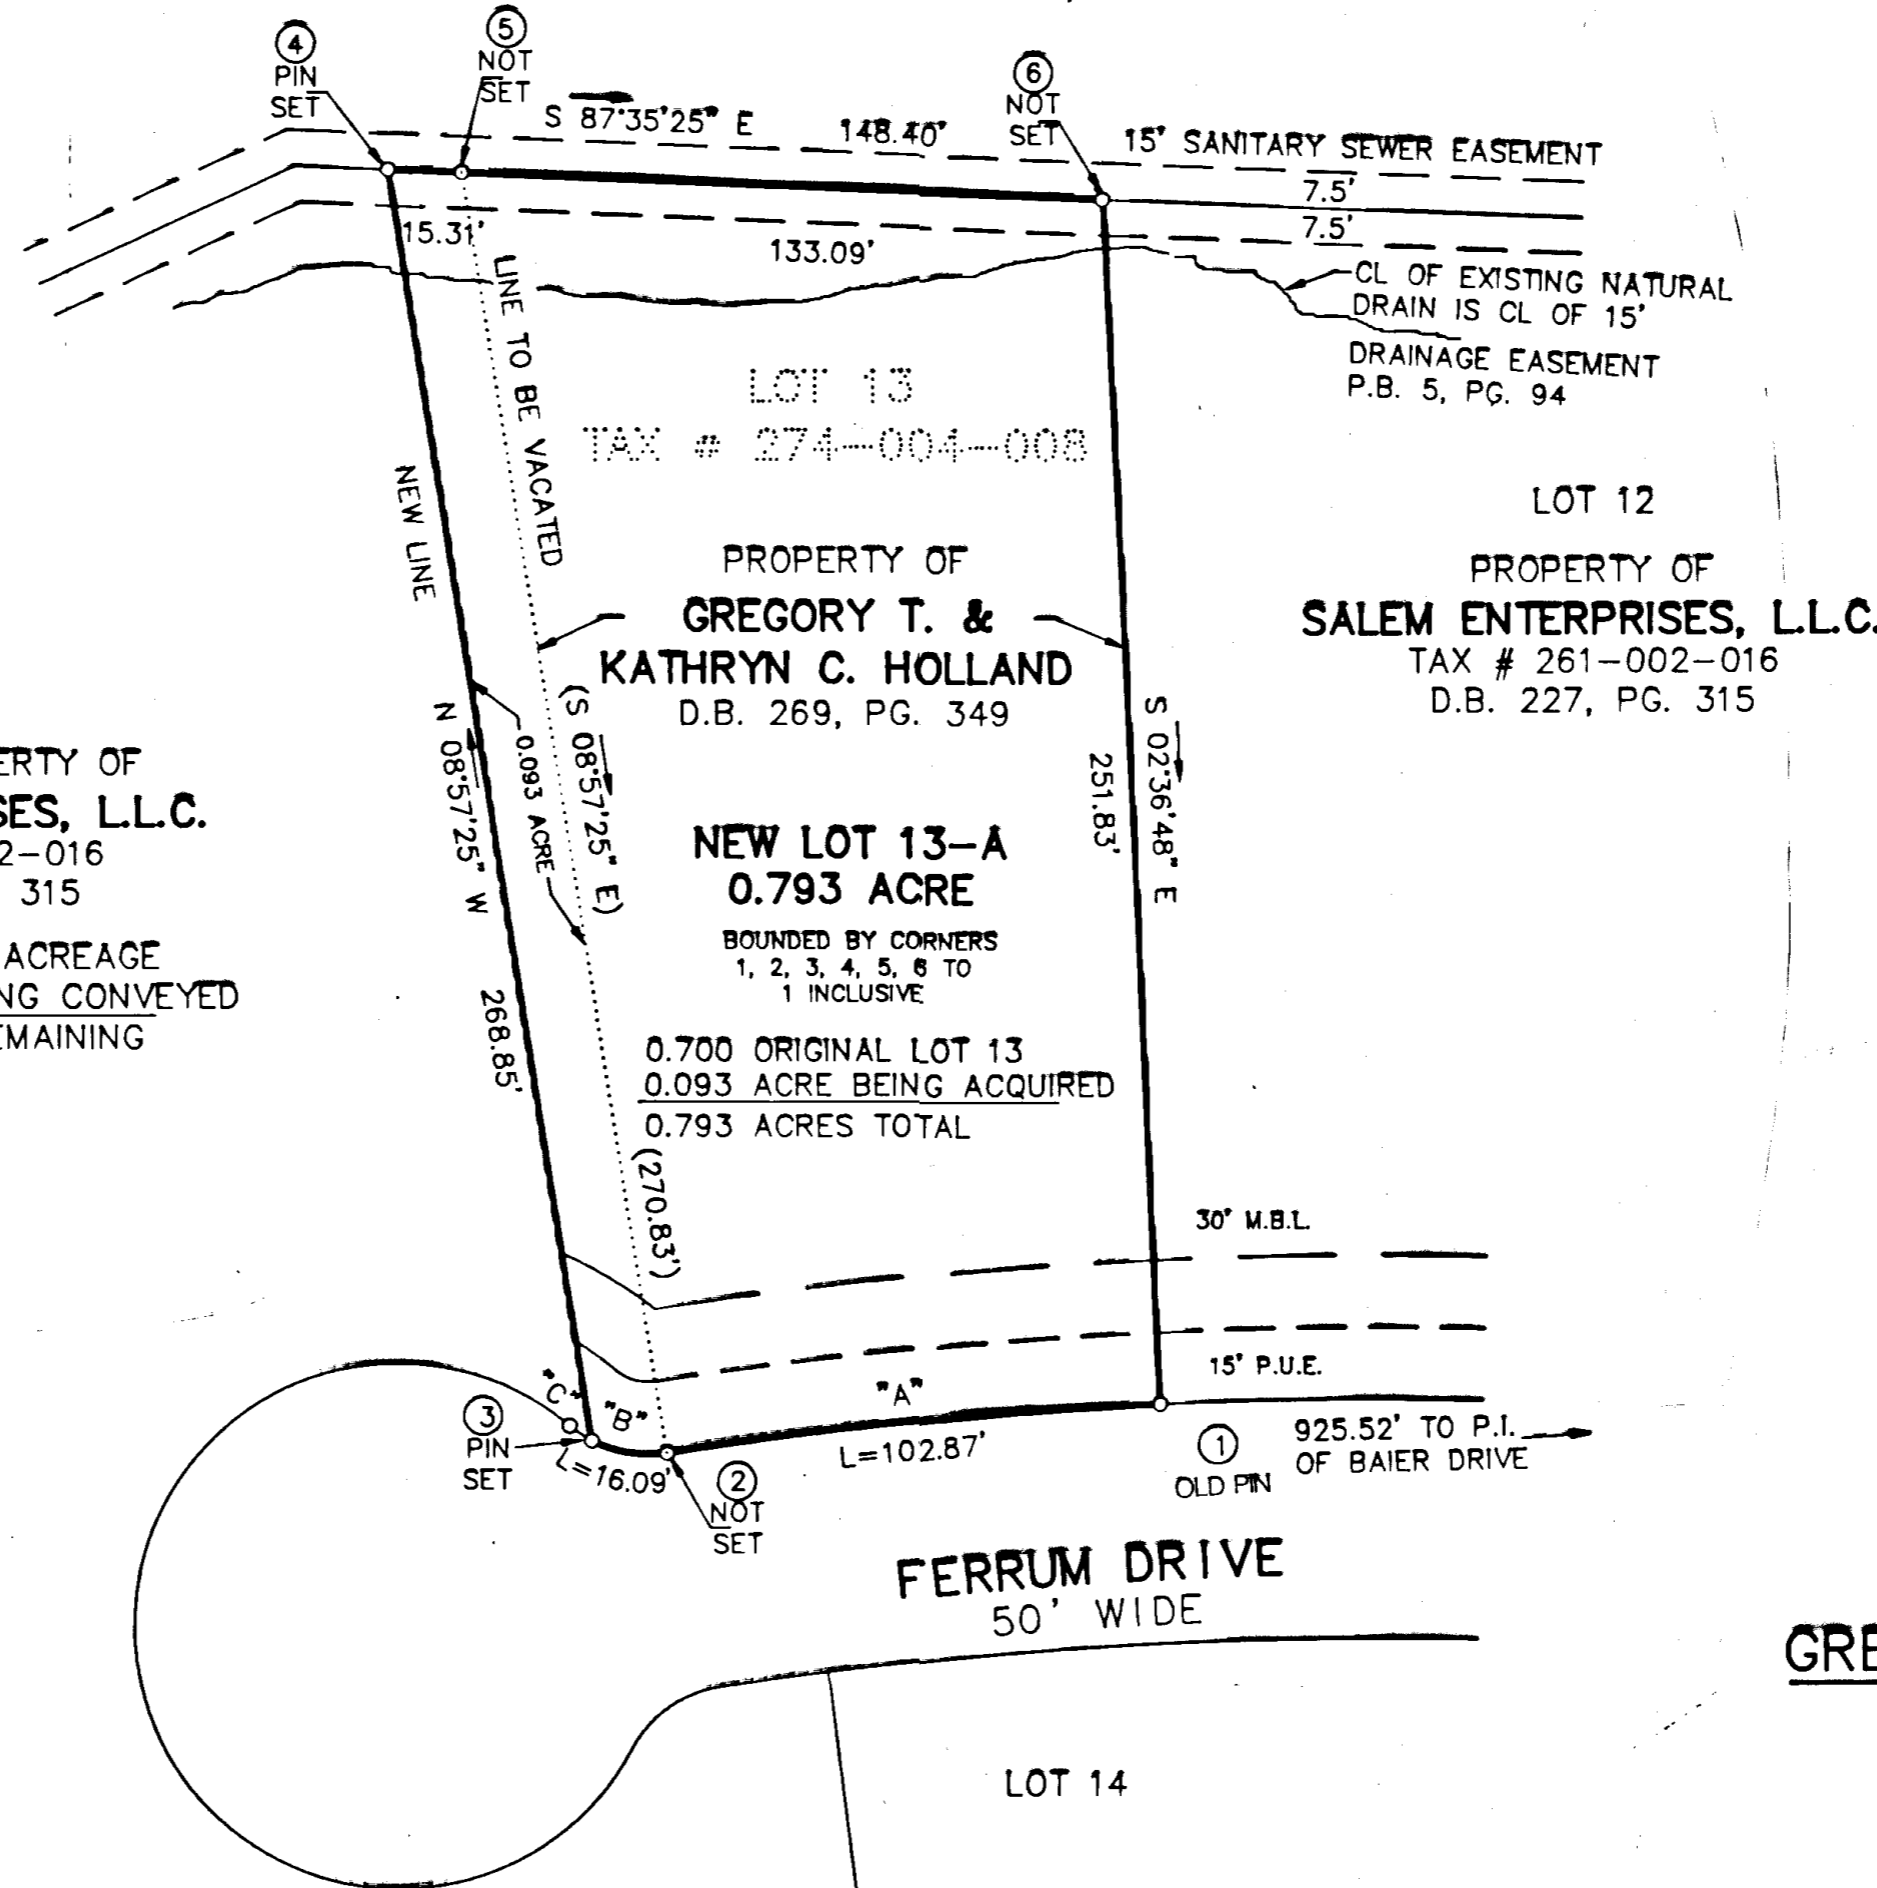 4
PIN
SET
5
NOT
SET
6
NOT
SET
S 87°35'25" E
148.40'
15' SANITARY SEWER EASEMENT
7.5'
7.5'
15.31'
133.09'
CL OF EXISTING NATURAL
DRAIN IS CL OF 15'
DRAINAGE EASEMENT
P.B. 5, PG. 94
LINE TO BE VACATED
LOT 13
TAX # 274-004-008
NEW LINE
LOT 12
PROPERTY OF
GREGORY T. &
KATHRYN C. HOLLAND
D.B. 269, PG. 349
PROPERTY OF
SALEM ENTERPRISES, L.L.C.
TAX # 261-002-016
D.B. 227, PG. 315
N 08°57'25" W
268.85'
0.093 ACRE
(S 08°57'25" E)
(270.83')
S 02°36'48" E
251.83'
ERTY OF
SES, L.L.C.
2-016
315
ACREAGE
NG CONVEYED
EMAINING
NEW LOT 13-A
0.793 ACRE
BOUNDED BY CORNERS
1, 2, 3, 4, 5, 6 TO
1 INCLUSIVE
0.700 ORIGINAL LOT 13
0.093 ACRE BEING ACQUIRED
0.793 ACRES TOTAL
30' M.B.L.
15' P.U.E.
"C"
"B"
"A"
3
PIN
SET
L=16.09'
2
NOT
SET
L=102.87'
1
OLD PIN
925.52' TO P.I.
OF BAIER DRIVE
FERRUM DRIVE
50' WIDE
GRE
LOT 14